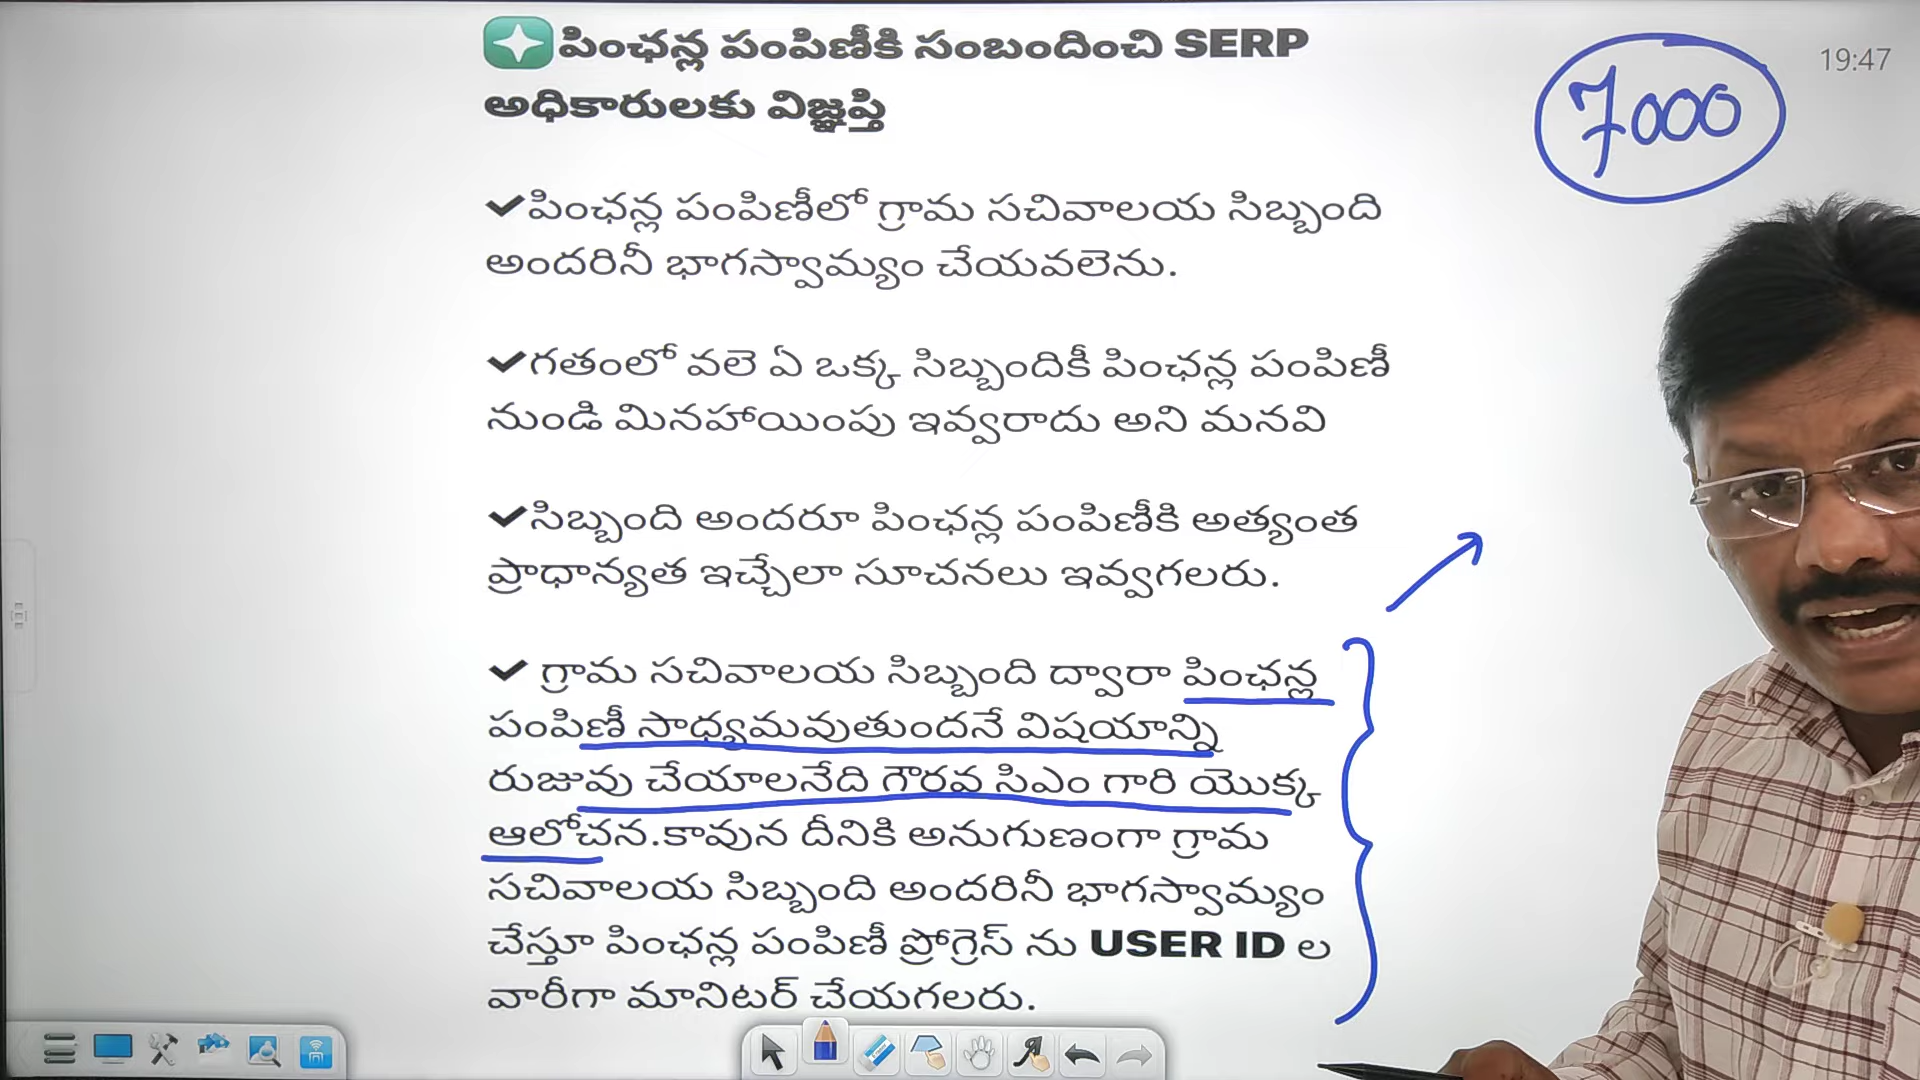 పింఛన్ల పంపిణీకి సంబందించి SERP
అధికారులకు విజ్ఞప్తి
7000
19:47
✔పింఛన్ల పంపిణీలో గ్రామ సచివాలయ సిబ్బంది
అందరినీ భాగస్వామ్యం చేయవలెను.
✔గతంలో వలె ఏ ఒక్క సిబ్బందికీ పింఛన్ల పంపిణీ
నుండి మినహాయింపు ఇవ్వరాదు అని మనవి
✔సిబ్బంది అందరూ పింఛన్ల పంపిణీకి అత్యంత
ప్రాధాన్యత ఇచ్చేలా సూచనలు ఇవ్వగలరు.
✔ గ్రామ సచివాలయ సిబ్బంది ద్వారా పింఛన్ల
పంపిణీ సాధ్యమవుతుందనే విషయాన్ని
రుజువు చేయాలనేది గౌరవ సిఎం గారి యొక్క
ఆలోచన.కావున దీనికి అనుగుణంగా గ్రామ
సచివాలయ సిబ్బంది అందరినీ భాగస్వామ్యం
చేస్తూ పింఛన్ల పంపిణీ ప్రోగ్రెస్ ను USER ID ల
వారీగా మానిటర్ చేయగలరు.